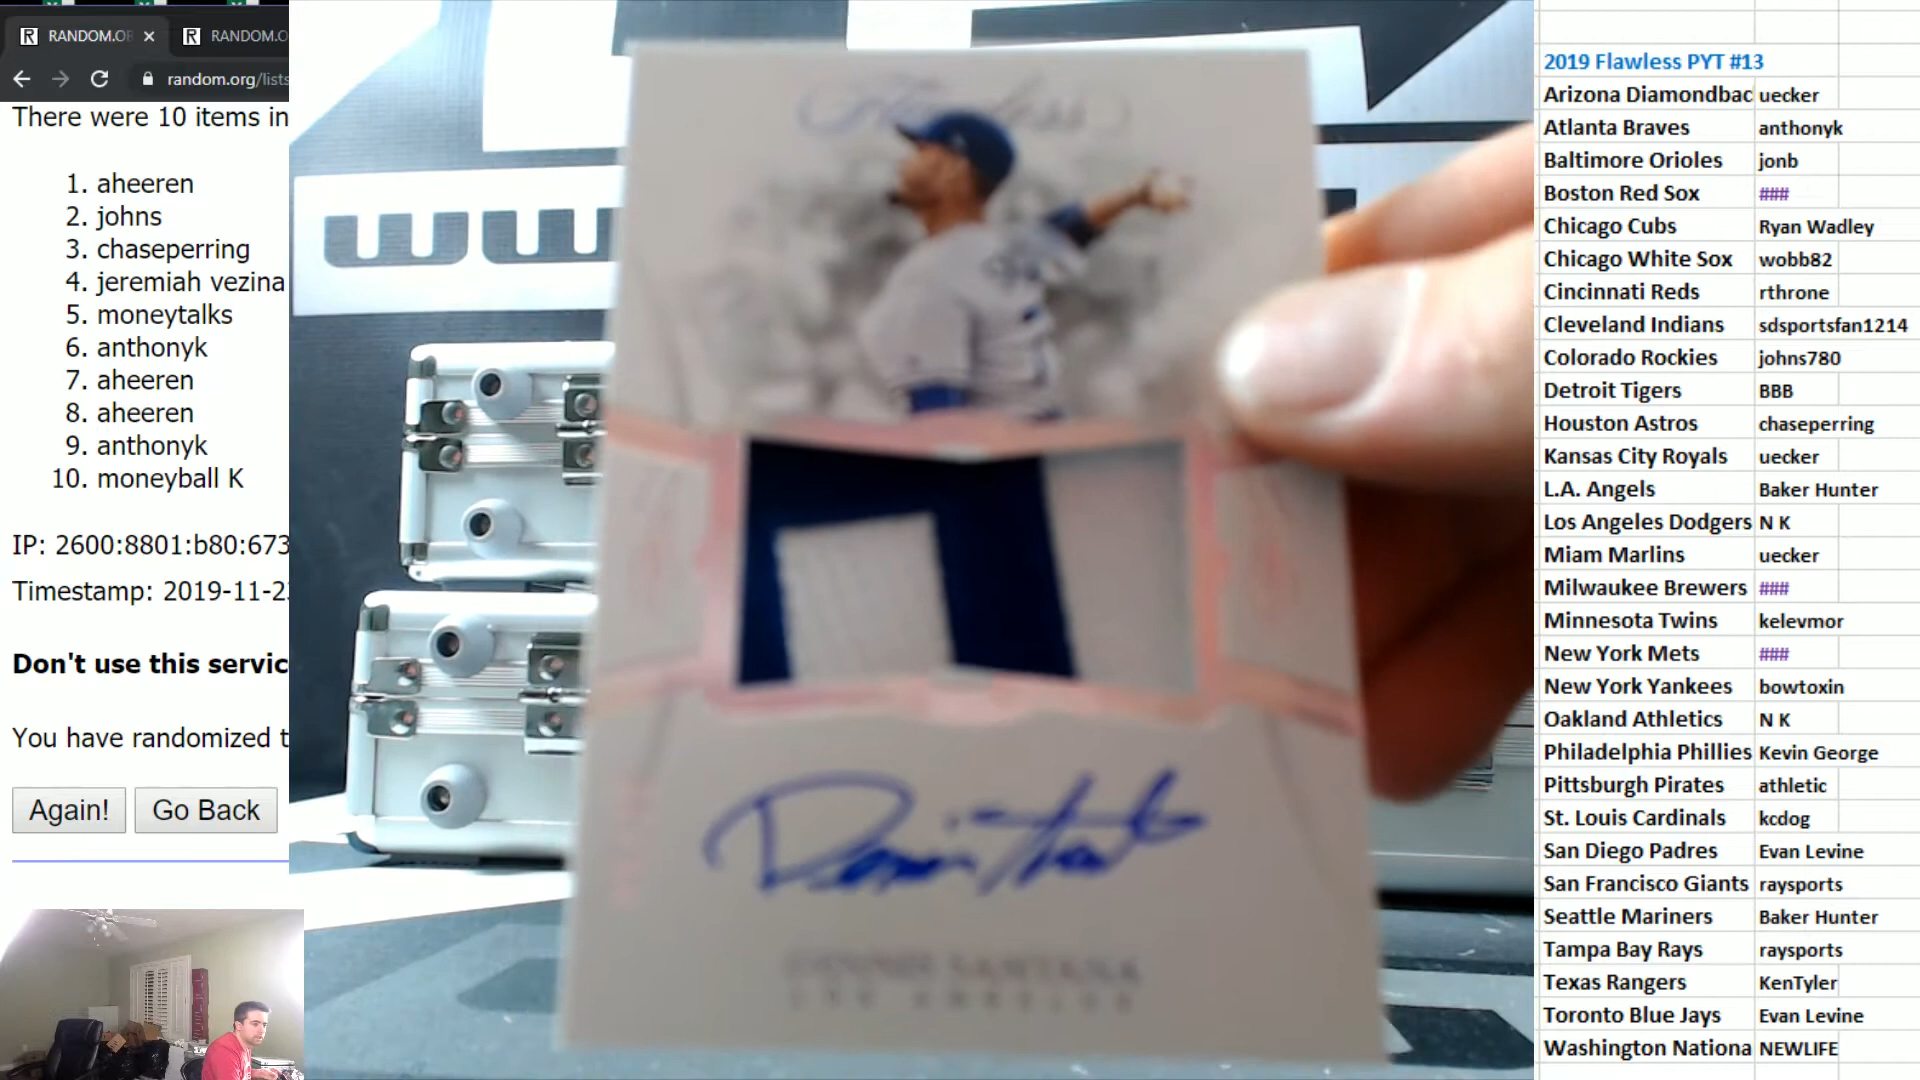 RANDOM.OR
RANDOM.O
random.org/lists
There were 10 items in
1. aheeren
2. johns
3. chaseperring
4. jeremiah vezina
5. moneytalks
6. anthonyk
7. aheeren
8. aheeren
9. anthonyk
10. moneyball K
IP: 2600:8801:b80:673
Timestamp: 2019-11-2
Don't use this servic
You have randomized t
Again! Go Back
Flawless
DENNIS SANTANA
LOS ANGELES
2019 Flawless PYT #13
Arizona Diamondbac uecker
Atlanta Braves anthonyk
Baltimore Orioles jonb
Boston Red Sox ###
Chicago Cubs Ryan Wadley
Chicago White Sox wobb82
Cincinnati Reds rthrone
Cleveland Indians sdsportsfan1214
Colorado Rockies johns780
Detroit Tigers BBB
Houston Astros chaseperring
Kansas City Royals uecker
L.A. Angels Baker Hunter
Los Angeles Dodgers N K
Miam Marlins uecker
Milwaukee Brewers ###
Minnesota Twins kelevmor
New York Mets ###
New York Yankees bowtoxin
Oakland Athletics N K
Philadelphia Phillies Kevin George
Pittsburgh Pirates athletic
St. Louis Cardinals kcdog
San Diego Padres Evan Levine
San Francisco Giants raysports
Seattle Mariners Baker Hunter
Tampa Bay Rays raysports
Texas Rangers KenTyler
Toronto Blue Jays Evan Levine
Washington Nationa NEWLIFE